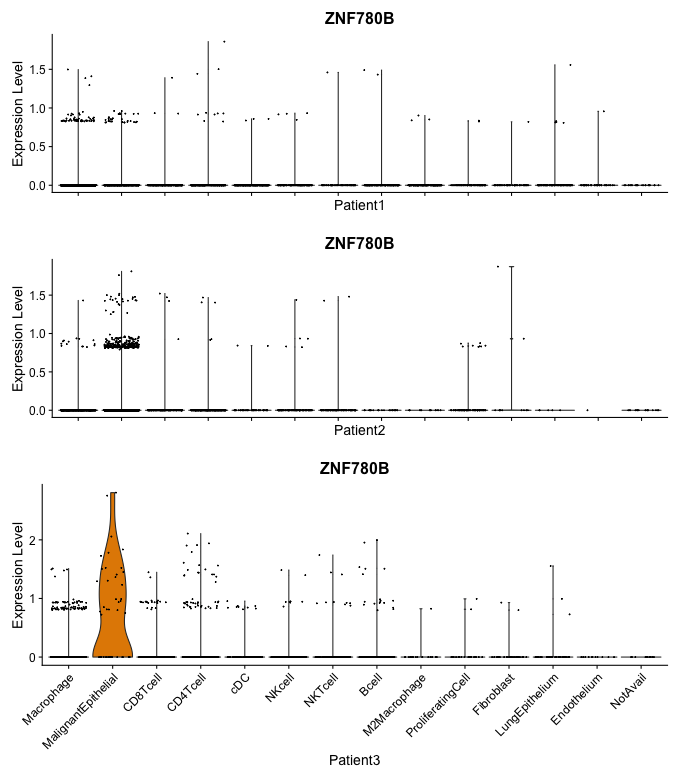 ZNF780B
Expression Level
1.5
1.0
0.5
0.0
Patient1
ZNF780B
Expression Level
1.5
1.0
0.5
0.0
Patient2
ZNF780B
Expression Level
2
1
0
Macrophage
MalignantEpithelial
CD8Tcell
CD4Tcell
cDC
NKcell
NKTcell
Bcell
M2Macrophage
ProliferatingCell
Fibroblast
LungEpithelium
Endothelium
NotAvail
Patient3